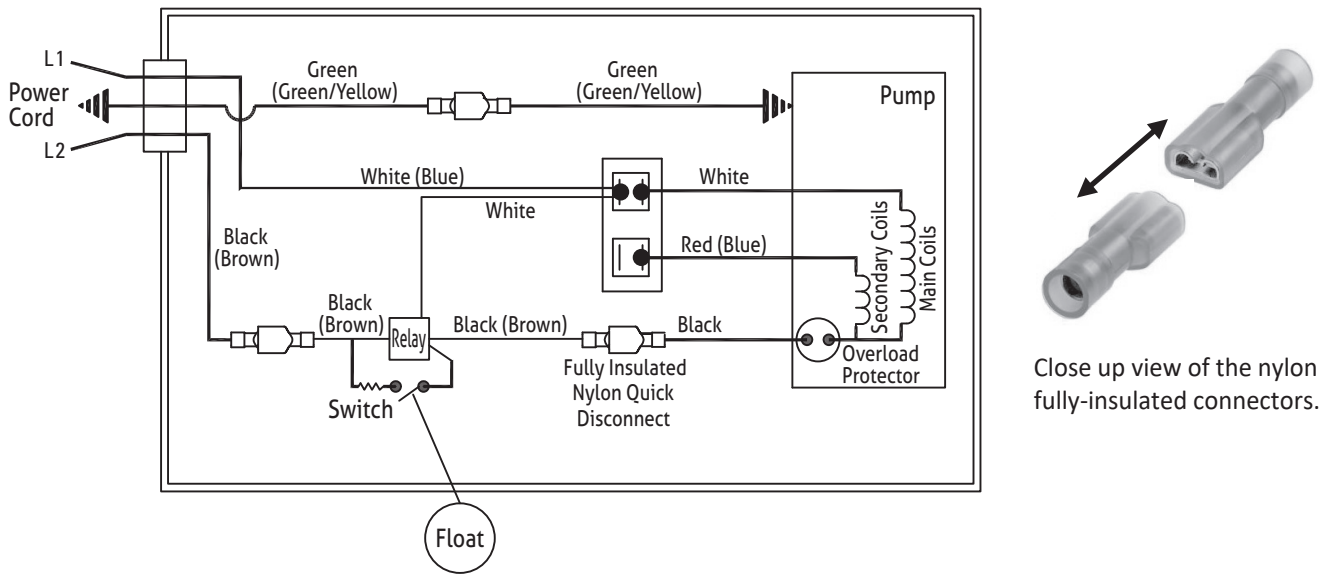 L1
Power
Cord
L2
Green
(Green/Yellow)
Green
(Green/Yellow)
Pump
White (Blue)
White
White
Red (Blue)
Secondary Coils
Main Coils
Black
(Brown)
Black
(Brown)
Relay
Black (Brown)
Black
Switch
Fully Insulated
Nylon Quick
Disconnect
Overload
Protector
Float
Close up view of the nylon
fully-insulated connectors.